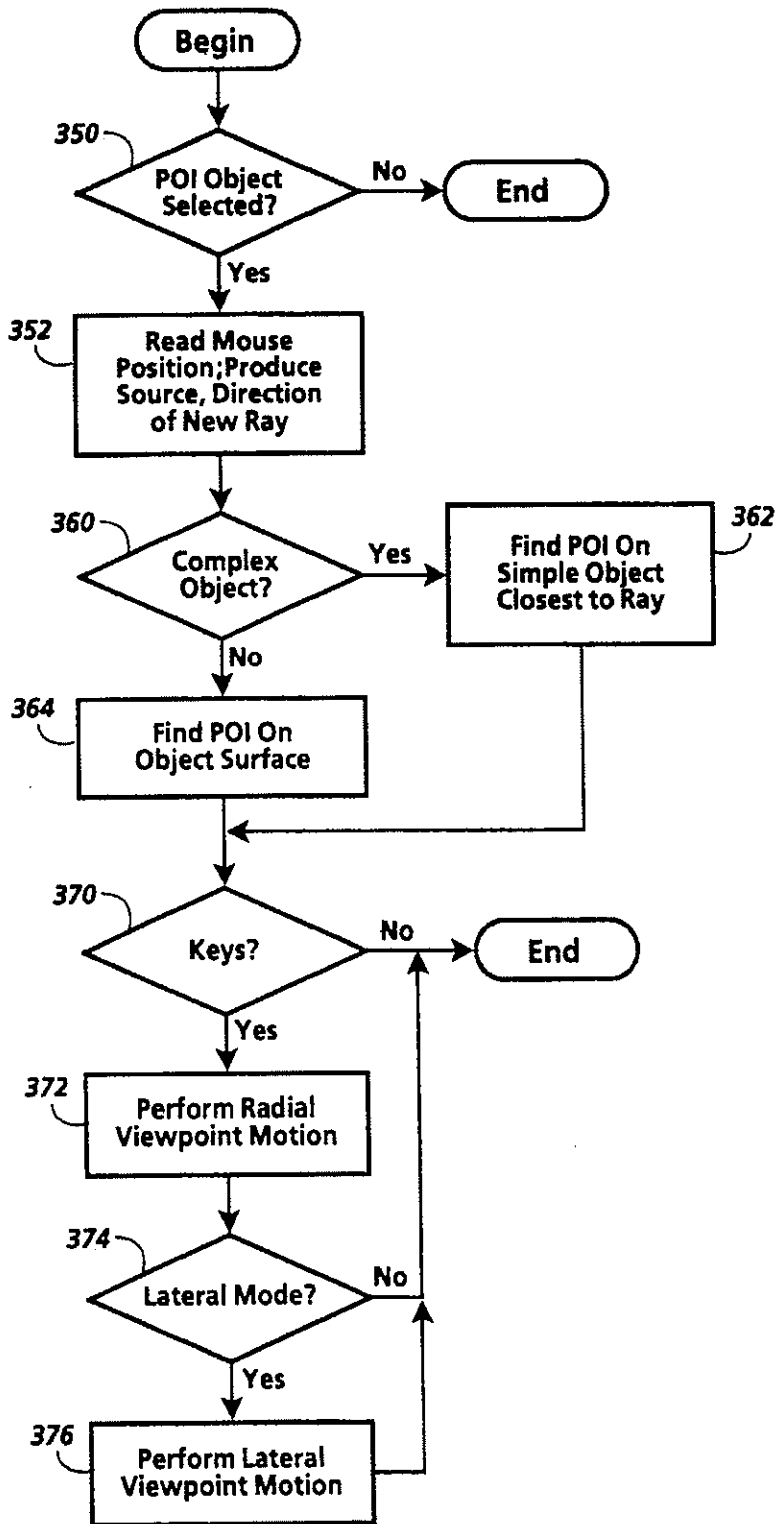 Begin
350
POI Object
Selected?
No
End
Yes
352
Read Mouse
Position;Produce
Source, Direction
of New Ray
360
Complex
Object?
Yes
362
Find POI On
Simple Object
Closest to Ray
No
364
Find POI On
Object Surface
370
Keys?
No
End
Yes
372
Perform Radial
Viewpoint Motion
374
Lateral Mode?
No
Yes
376
Perform Lateral
Viewpoint Motion